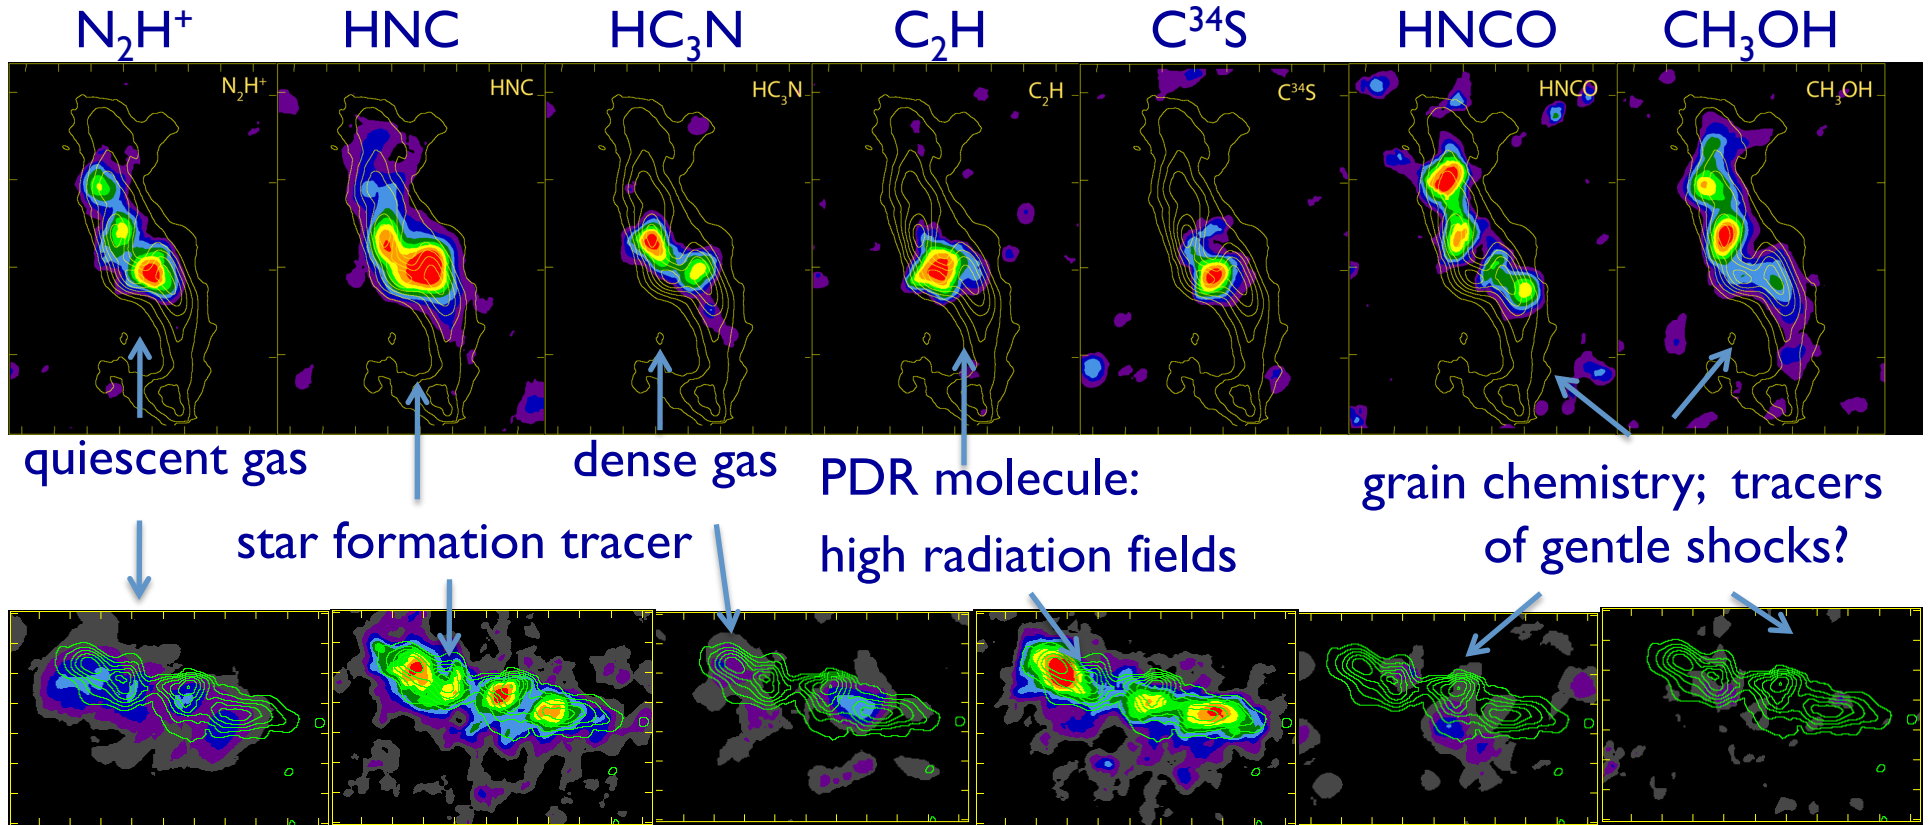 N₂H⁺ HNC HC₃N C₂H C³⁴S HNCO CH₃OH
N₂H⁺ HNC HC₃N C₂H C³⁴S HNCO CH₃OH
quiescent gas
dense gas
PDR molecule:
high radiation fields
grain chemistry; tracers
of gentle shocks?
star formation tracer